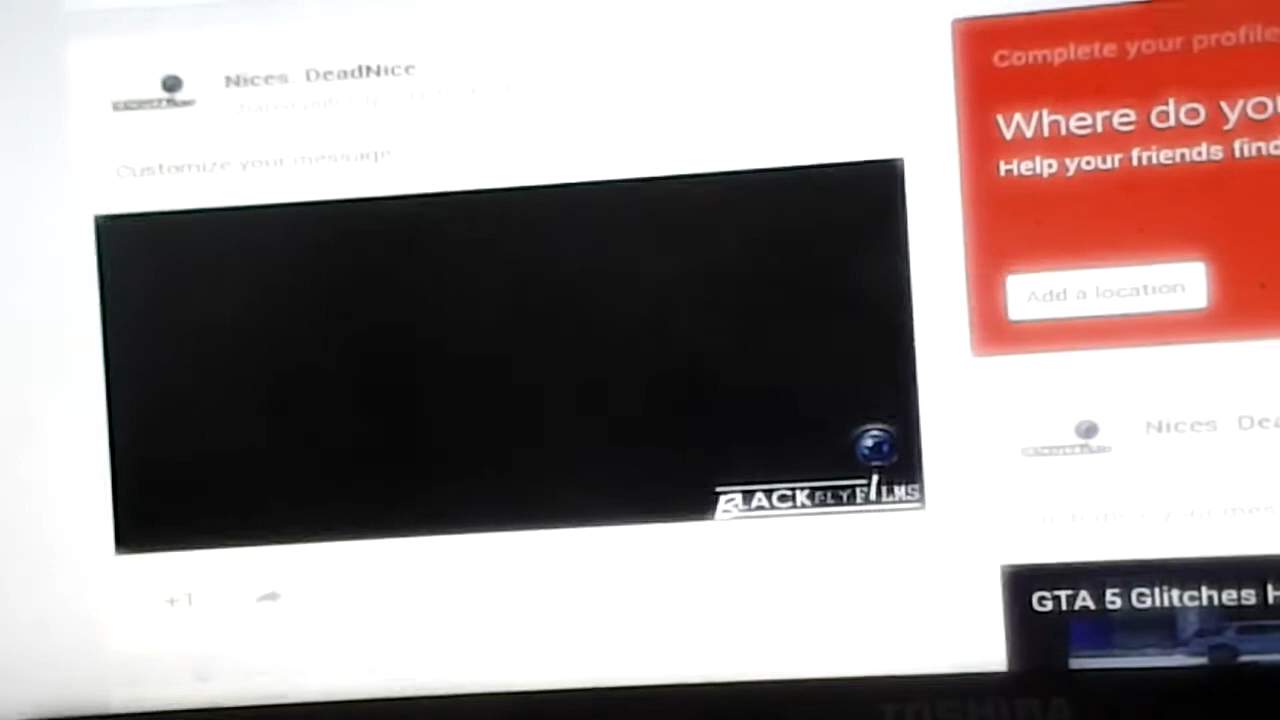 Nices DeadNice
Customize your message
BLACKFLYFILMS
+1
Complete your profile
Where do you
Help your friends find
Add a location
Nices Dea
GTA 5 Glitches H
TOSHIBA